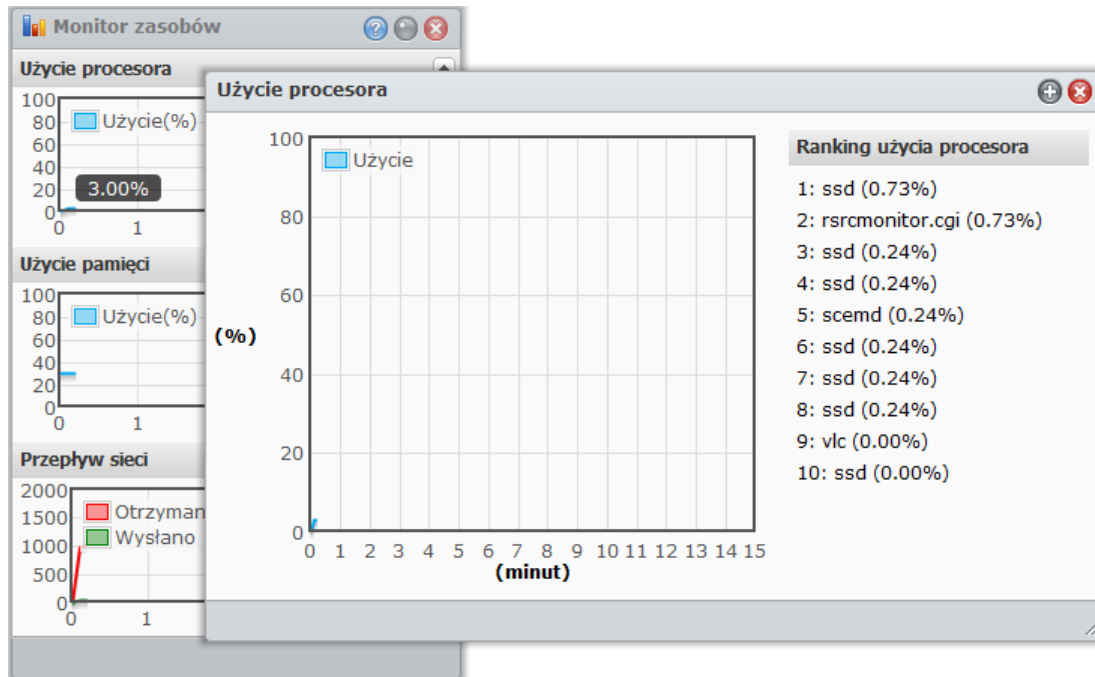 Monitor zasobów
Użycie procesora
100
80
60
40
20
0
Użycie(%)
3.00%
0 1
Użycie pamięci
100
80
60
40
20
0
Użycie(%)
0 1
Przepływ sieci
2000
1500
1000
500
0
Otrzyman
Wysłano
0 1
Użycie procesora
100
80
60
40
20
0
Użycie
(%)
0 1 2 3 4 5 6 7 8 9 10 11 12 13 14 15
(minut)
Ranking użycia procesora
1: ssd (0.73%)
2: rsrcmonitor.cgi (0.73%)
3: ssd (0.24%)
4: ssd (0.24%)
5: scemd (0.24%)
6: ssd (0.24%)
7: ssd (0.24%)
8: ssd (0.24%)
9: vlc (0.00%)
10: ssd (0.00%)